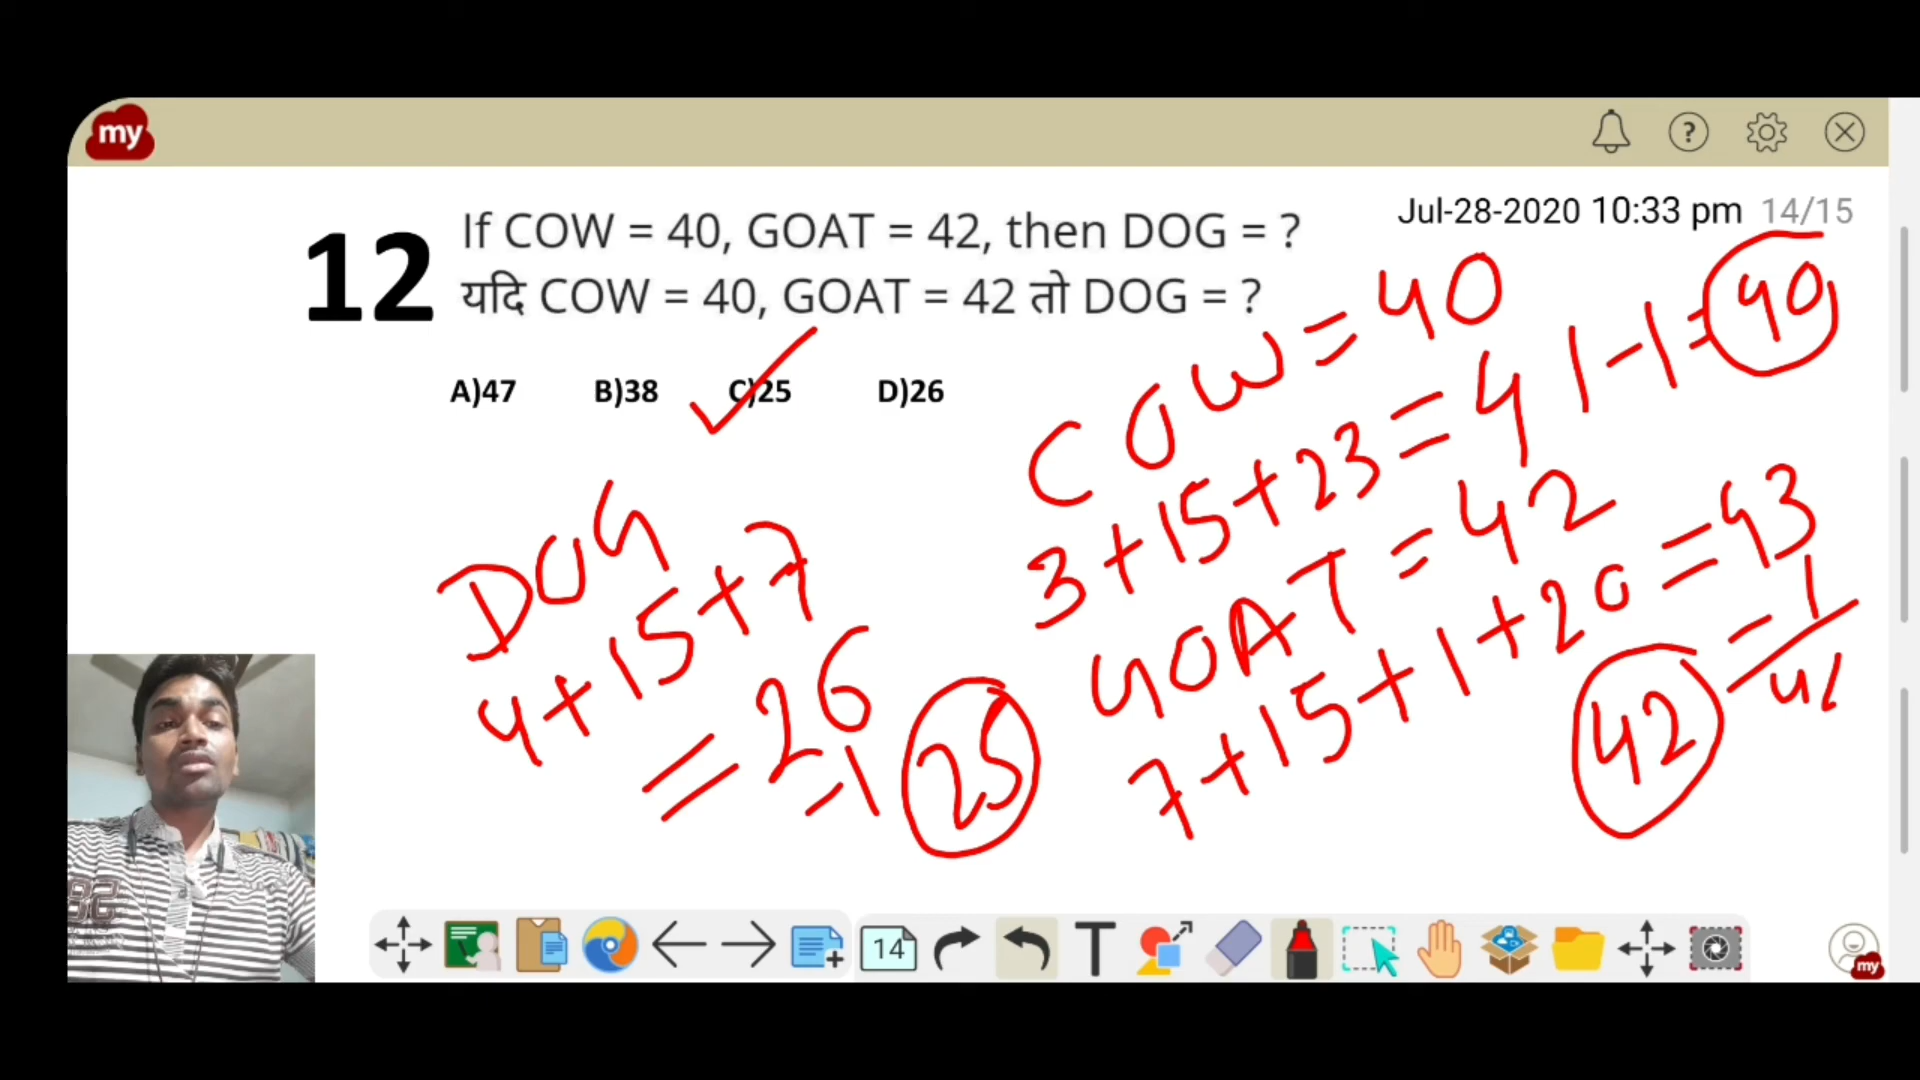 my
Jul-28-2020 10:33 pm 14/15
12
If COW = 40, GOAT = 42, then DOG = ?
यदि COW = 40, GOAT = 42 तो DOG = ?
A)47 B)38 C)25 D)26
COW = 40
3+15+23 = 41-1 = 40
GOAT = 42
7+15+1+20 = 43
-1
42
DOG
4+15+7
= 26
-1
25
14
T
my